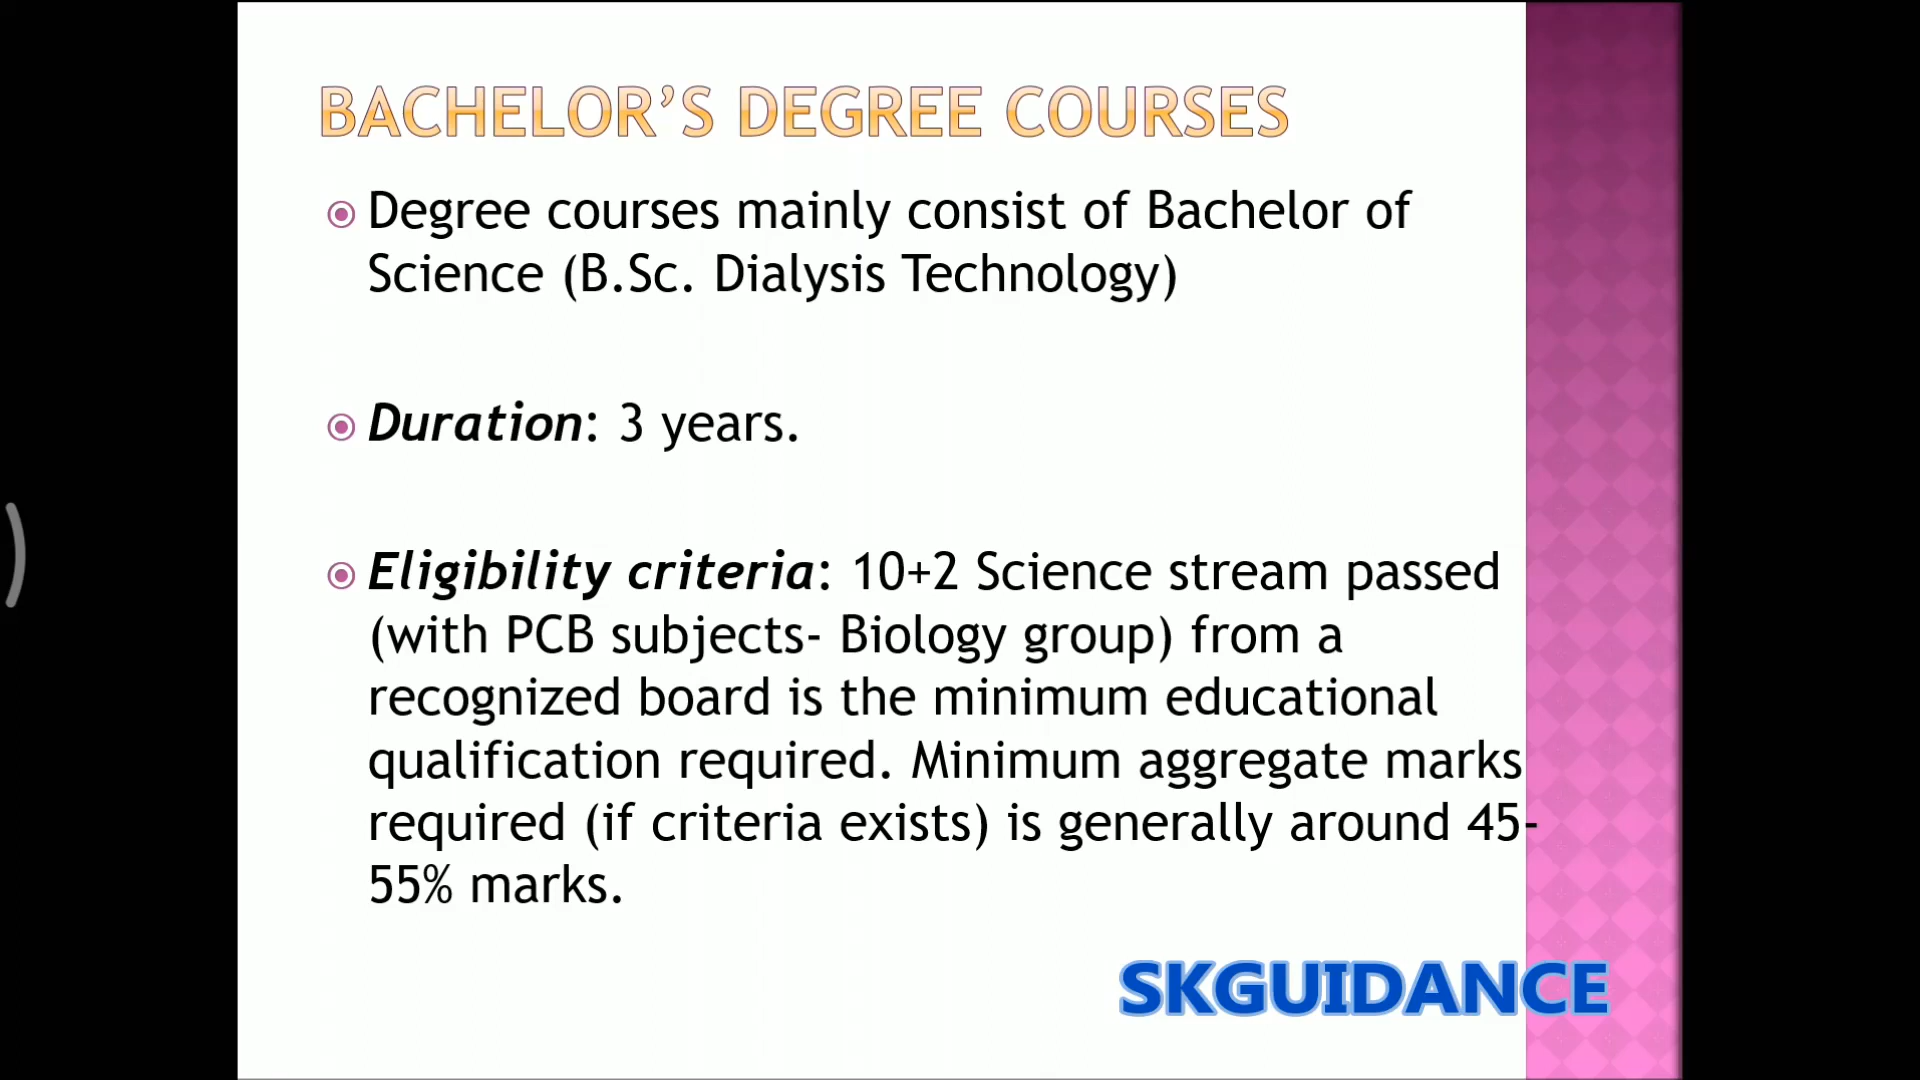 BACHELOR’S DEGREE COURSES
Degree courses mainly consist of Bachelor of
Science (B.Sc. Dialysis Technology)
Duration: 3 years.
Eligibility criteria: 10+2 Science stream passed
(with PCB subjects- Biology group) from a
recognized board is the minimum educational
qualification required. Minimum aggregate marks
required (if criteria exists) is generally around 45-
55% marks.
SKGUIDANCE